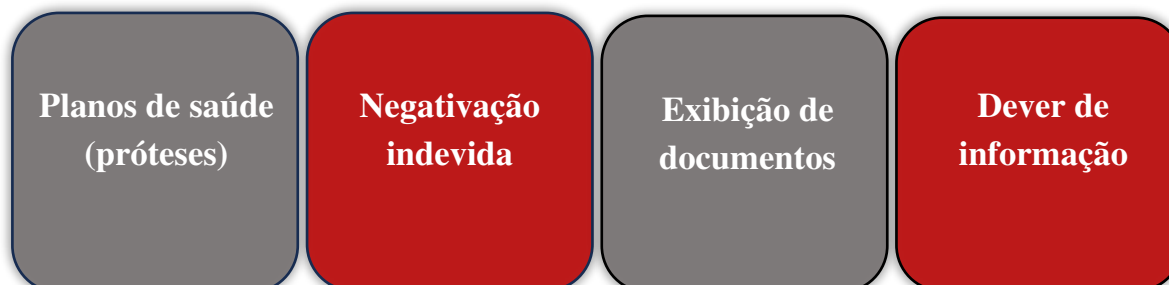 Planos de saúde
(próteses)
Negativação
indevida
Exibição de
documentos
Dever de
informação